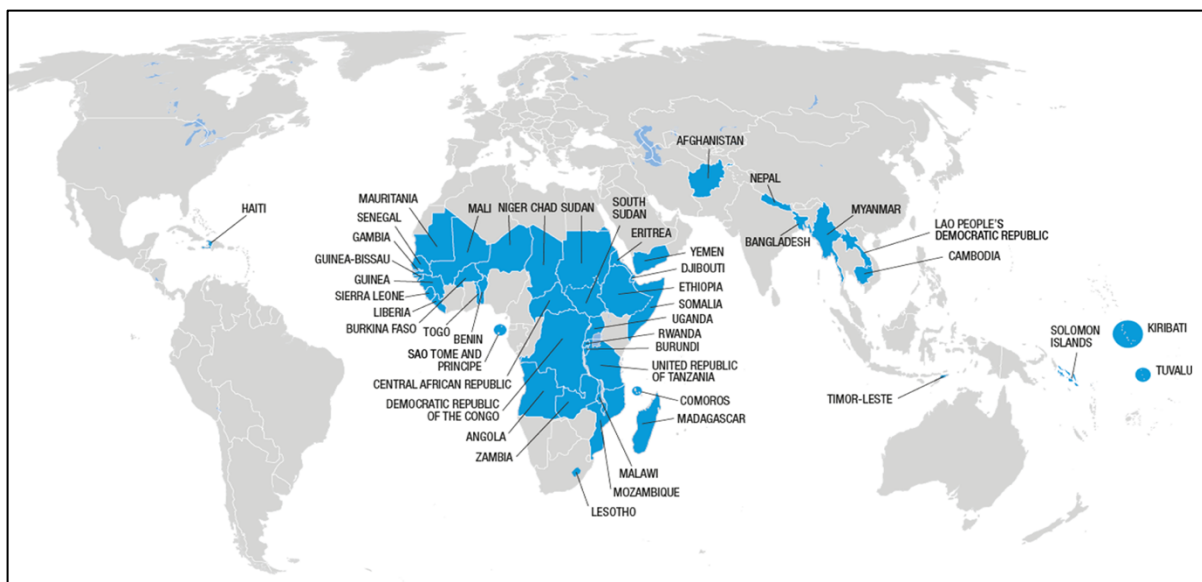 AFGHANISTAN
NEPAL
HAITI
MAURITANIA
MALI
NIGER
CHAD
SUDAN
SOUTH
SUDAN
SENEGAL
ERITREA
MYANMAR
GAMBIA
LAO PEOPLE'S
DEMOCRATIC REPUBLIC
BANGLADESH
YEMEN
CAMBODIA
GUINEA-BISSAU
DJIBOUTI
GUINEA
ETHIOPIA
SIERRA LEONE
SOMALIA
LIBERIA
UGANDA
BURKINA FASO
TOGO
BENIN
RWANDA
BURUNDI
SAO TOME AND
PRINCIPE
SOLOMON
ISLANDS
KIRIBATI
UNITED REPUBLIC
OF TANZANIA
TUVALU
CENTRAL AFRICAN REPUBLIC
COMOROS
TIMOR-LESTE
DEMOCRATIC REPUBLIC
OF THE CONGO
MADAGASCAR
ANGOLA
ZAMBIA
MALAWI
MOZAMBIQUE
LESOTHO